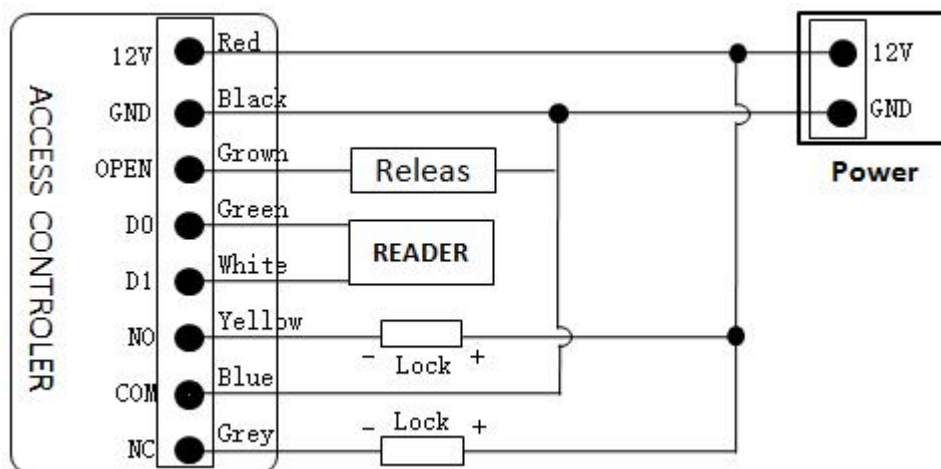 ACCESS CONTROLER
12V Red
GND Black
OPEN Grown
D0 Green
D1 White
NO Yellow
COM Blue
NC Grey
Releas
READER
- Lock +
- Lock +
12V
GND
Power